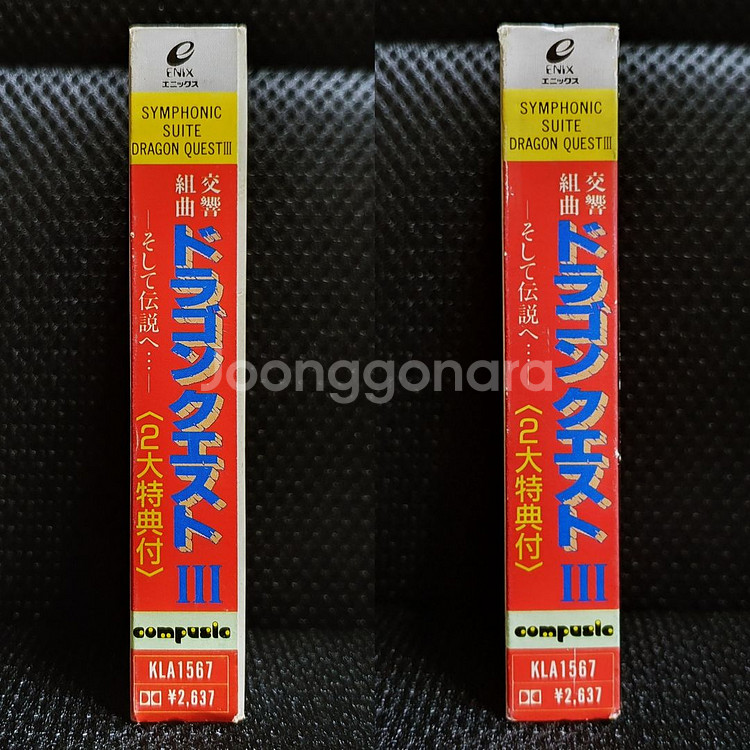 ENIX
エニックス
SYMPHONIC
SUITE
DRAGON QUESTIII
交響
組曲
ドラゴンクエスト III
―そして伝説へ…―
〈2大特典付〉
compusic
KLA1567
¥2,637
ENIX
エニックス
SYMPHONIC
SUITE
DRAGON QUESTIII
交響
組曲
ドラゴンクエスト III
―そして伝説へ…―
〈2大特典付〉
compusic
KLA1567
¥2,637
Joonggonara